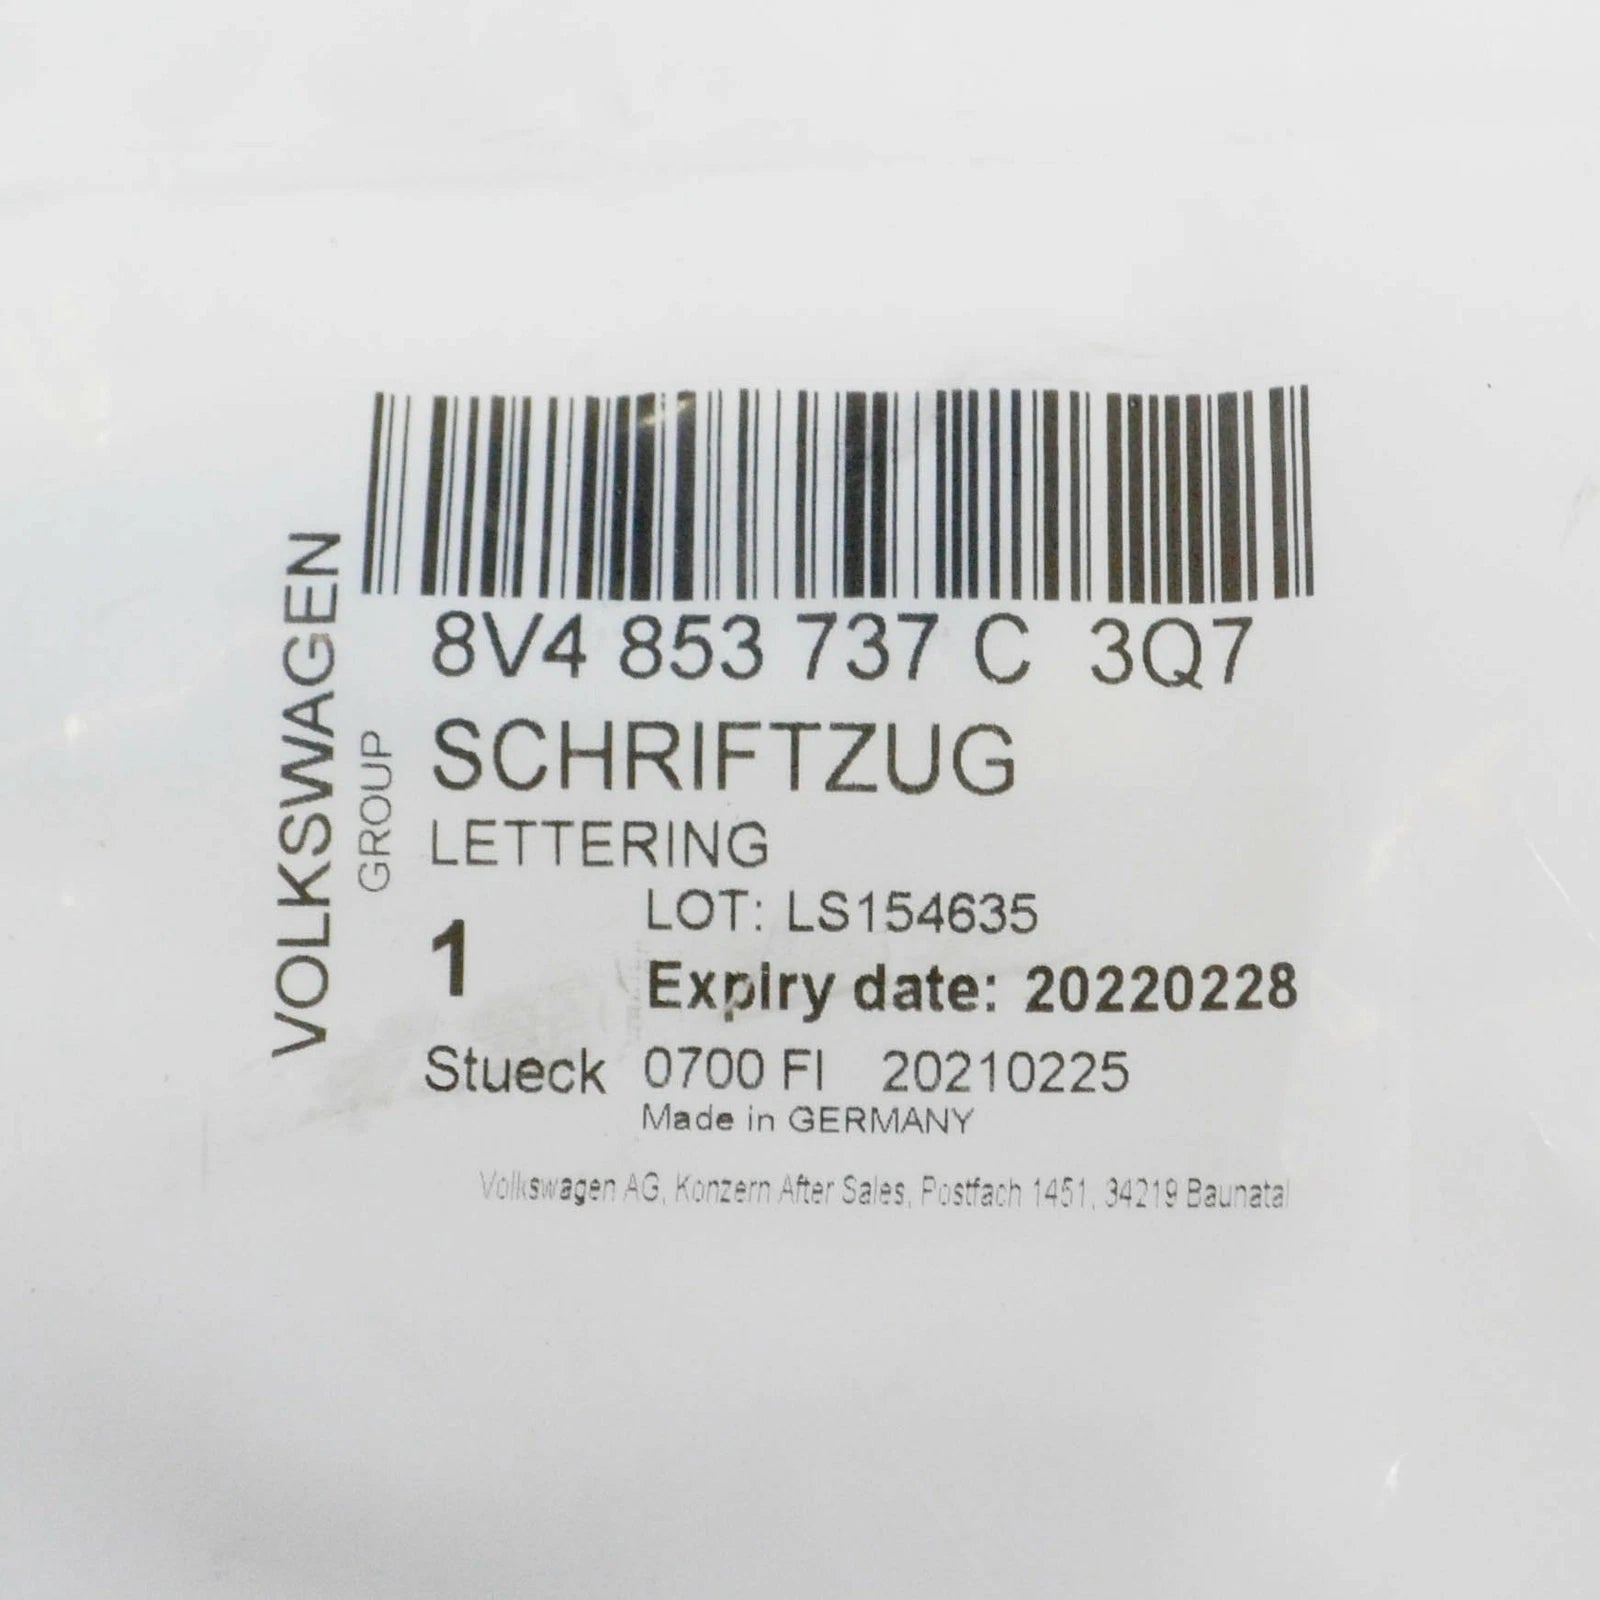 VOLKSWAGEN
GROUP
8V4 853 737 C 3Q7
SCHRIFTZUG
LETTERING
LOT: LS154635
1
Expiry date: 20220228
Stueck 0700 FI 20210225
Made in GERMANY
Volkswagen AG, Konzern After Sales, Postfach 1451, 34219 Baunatal